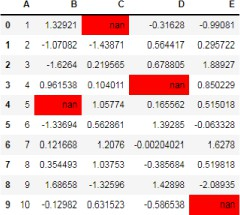 A B C D E
0 1 1.32921 nan -0.31628 -0.99081
1 2 -1.07082 -1.43871 0.564417 0.295722
2 3 -1.6264 0.219565 0.678805 1.88927
3 4 0.961538 0.104011 nan 0.850229
4 5 nan 1.05774 0.165562 0.515018
5 6 -1.33694 0.562861 1.39285 -0.063328
6 7 0.121668 1.2076 -0.00204021 1.6278
7 8 0.354493 1.03753 -0.385684 0.519818
8 9 1.68658 -1.32596 1.42898 -2.08935
9 10 -0.12982 0.631523 -0.586538 nan